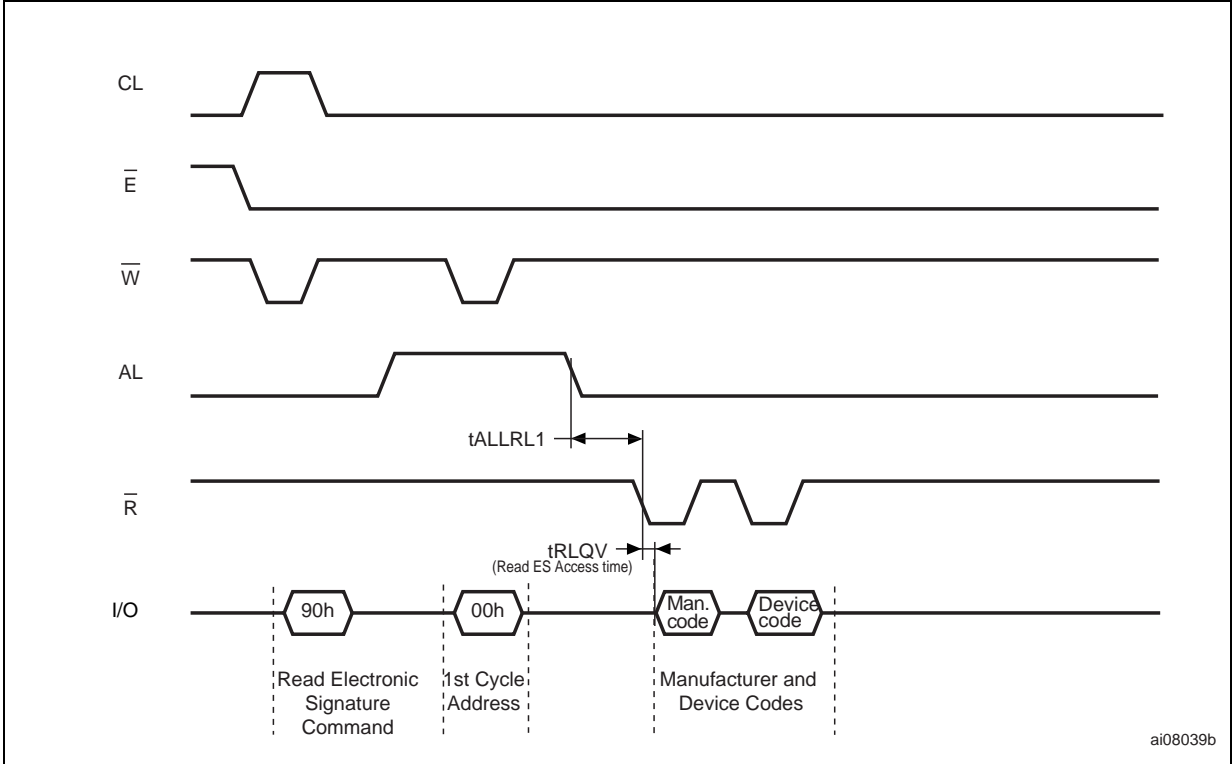 CL
E
W
AL
tALLRL1
R
tRLQV
(Read ES Access time)
I/O
90h
00h
Man.
code
Device
code
Read Electronic
Signature
Command
1st Cycle
Address
Manufacturer and
Device Codes
ai08039b